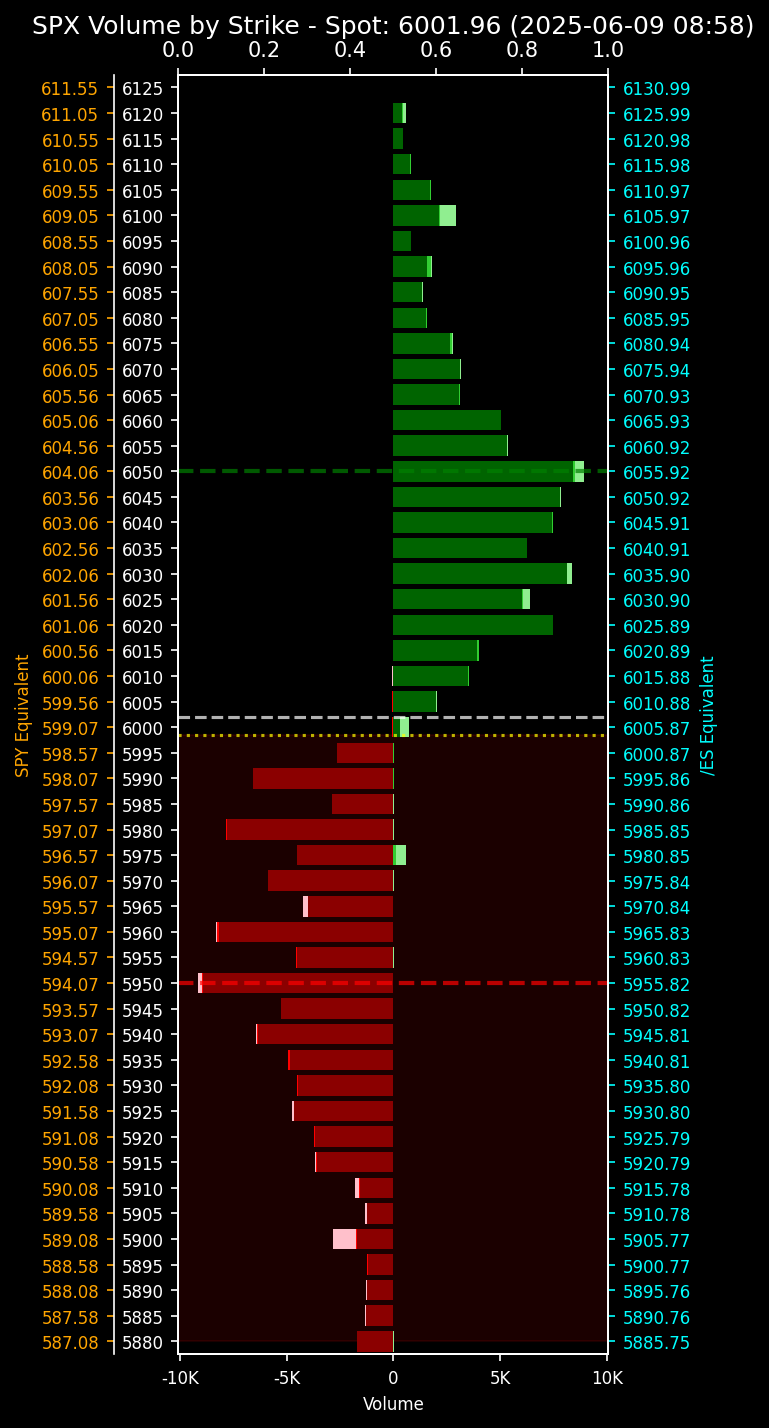 SPX Volume by Strike - Spot: 6001.96 (2025-06-09 08:58)
0.0 0.2 0.4 0.6 0.8 1.0
611.55 6125 6130.99
611.05 6120 6125.99
610.55 6115 6120.98
610.05 6110 6115.98
609.55 6105 6110.97
609.05 6100 6105.97
608.55 6095 6100.96
608.05 6090 6095.96
607.55 6085 6090.95
607.05 6080 6085.95
606.55 6075 6080.94
606.05 6070 6075.94
605.56 6065 6070.93
605.06 6060 6065.93
604.56 6055 6060.92
604.06 6050 6055.92
603.56 6045 6050.92
603.06 6040 6045.91
602.56 6035 6040.91
602.06 6030 6035.90
601.56 6025 6030.90
601.06 6020 6025.89
600.56 6015 6020.89
600.06 6010 6015.88
599.56 6005 6010.88
599.07 6000 6005.87
598.57 5995 6000.87
598.07 5990 5995.86
597.57 5985 5990.86
597.07 5980 5985.85
596.57 5975 5980.85
596.07 5970 5975.84
595.57 5965 5970.84
595.07 5960 5965.83
594.57 5955 5960.83
594.07 5950 5955.82
593.57 5945 5950.82
593.07 5940 5945.81
592.58 5935 5940.81
592.08 5930 5935.80
591.58 5925 5930.80
591.08 5920 5925.79
590.58 5915 5920.79
590.08 5910 5915.78
589.58 5905 5910.78
589.08 5900 5905.77
588.58 5895 5900.77
588.08 5890 5895.76
587.58 5885 5890.76
587.08 5880 5885.75
SPY Equivalent
/ES Equivalent
-10K -5K 0 5K 10K
Volume